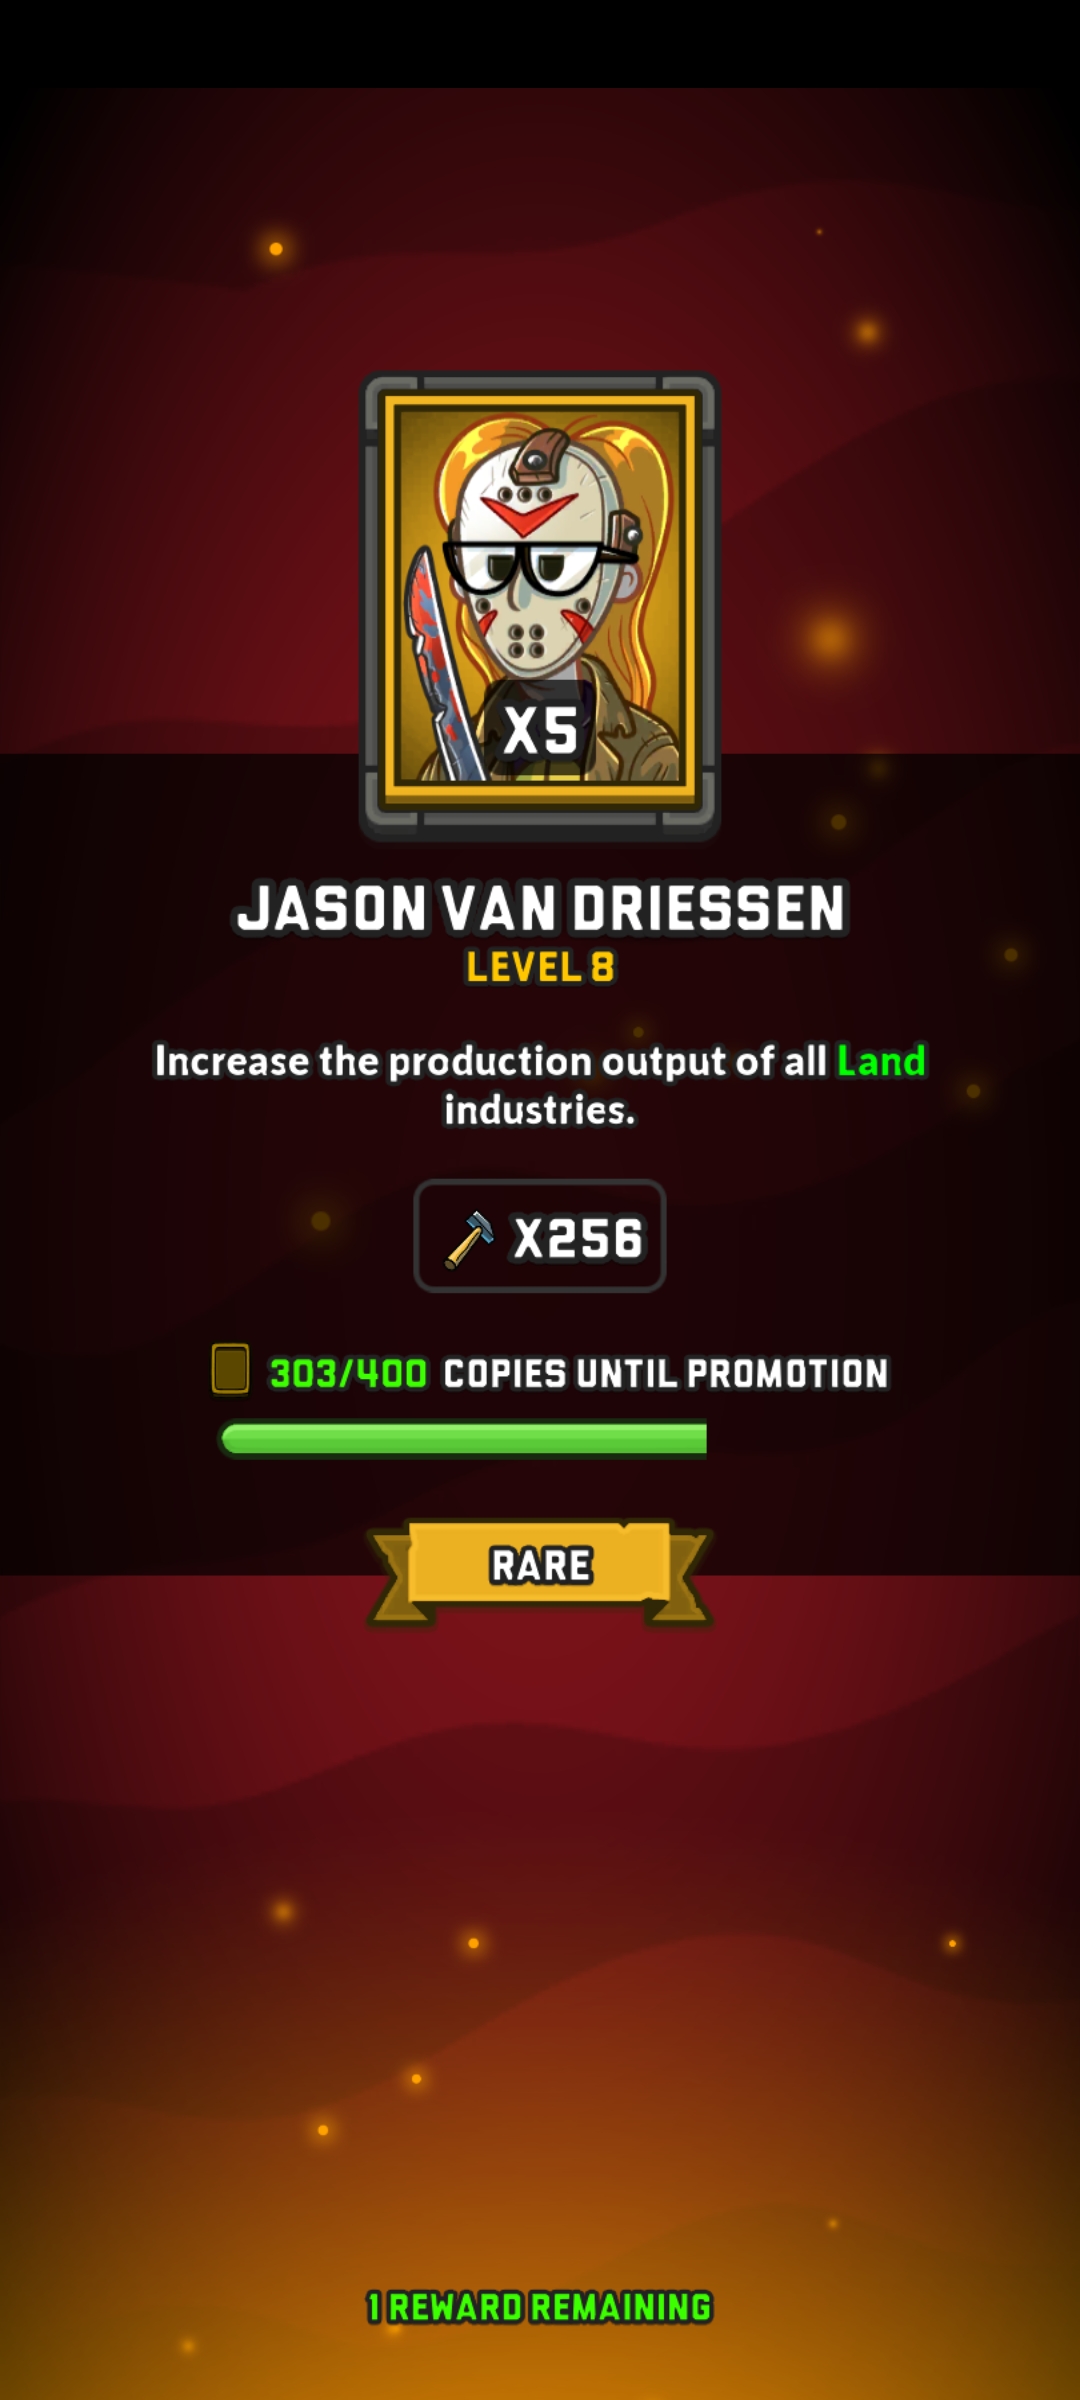 X5
JASON VAN DRIESSEN
LEVEL 8
Increase the production output of all Land
industries.
X256
303/400 COPIES UNTIL PROMOTION
RARE
1 REWARD REMAINING